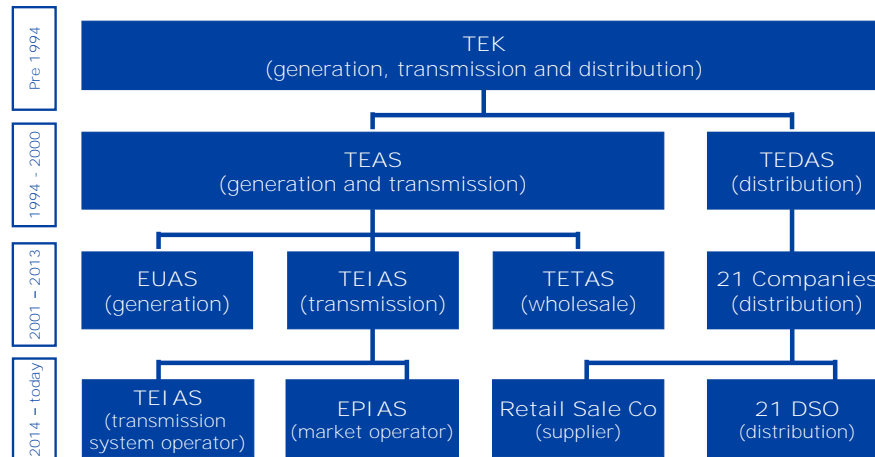 Pre 1994
TEK
(generation, transmission and distribution)
1994 - 2000
TEAS
(generation and transmission)
TEDAS
(distribution)
2001 – 2013
EUAS
(generation)
TEIAS
(transmission)
TETAS
(wholesale)
21 Companies
(distribution)
2014 – today
TEIAS
(transmission
system operator)
EPIAS
(market operator)
Retail Sale Co
(supplier)
21 DSO
(distribution)